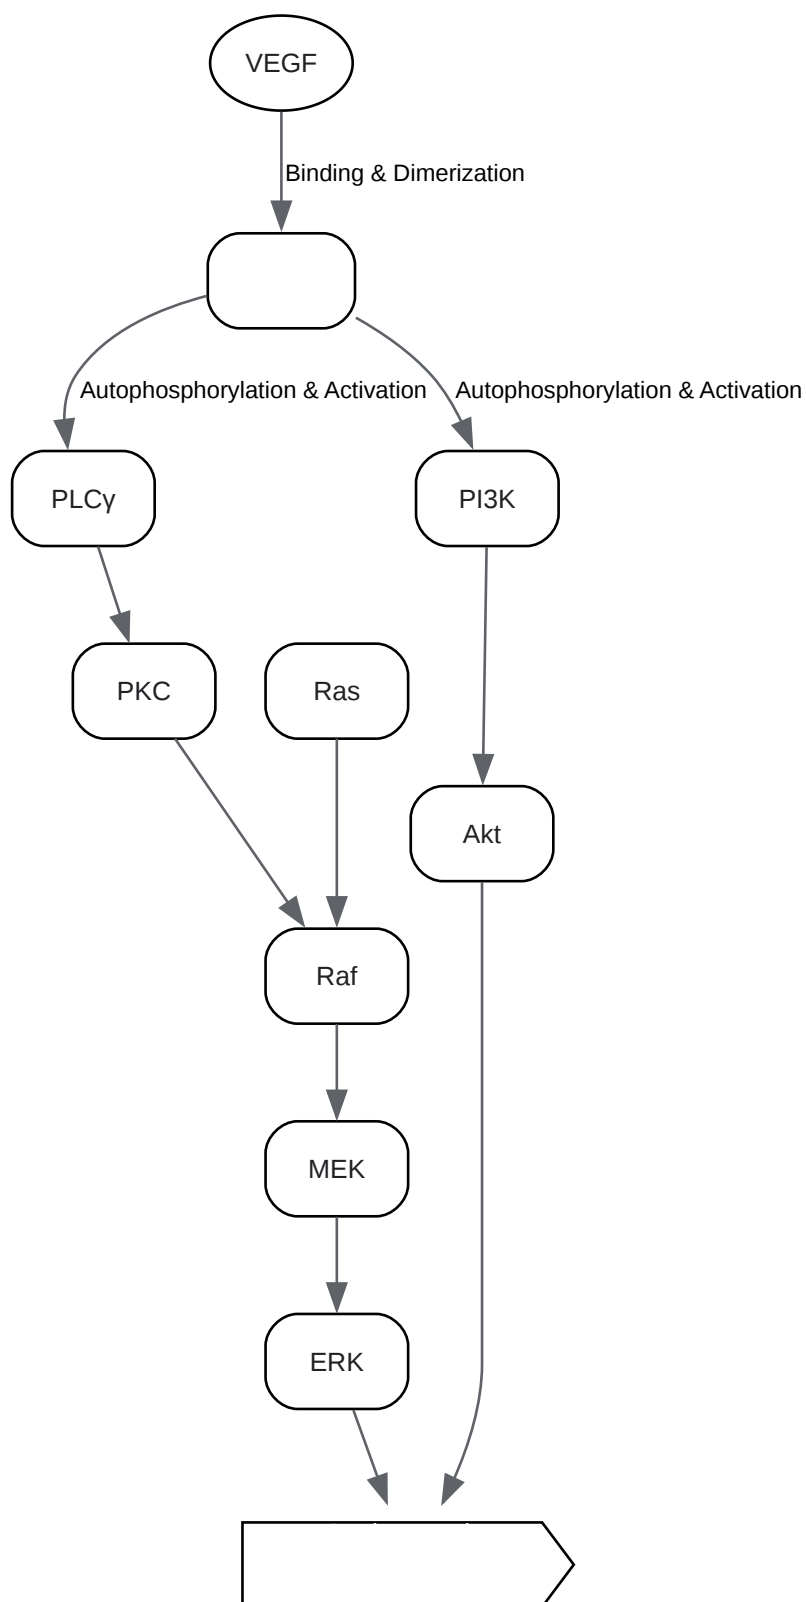 VEGF
Binding & Dimerization
Autophosphorylation & Activation
Autophosphorylation & Activation
PLCγ
PI3K
PKC
Ras
Akt
Raf
MEK
ERK